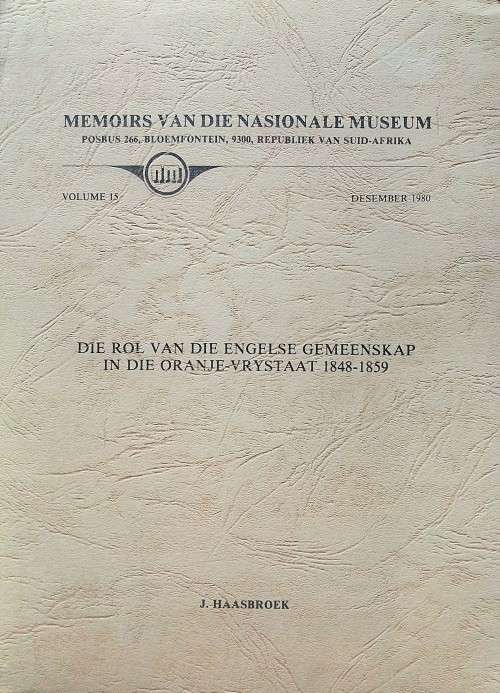 MEMOIRS VAN DIE NASIONALE MUSEUM
POSBUS 266, BLOEMFONTEIN, 9300, REPUBLIEK VAN SUID-AFRIKA
VOLUME 15
DESEMBER 1980
DIE ROL VAN DIE ENGELSE GEMEENSKAP
IN DIE ORANJE-VRYSTAAT 1848-1859
J. HAASBROEK